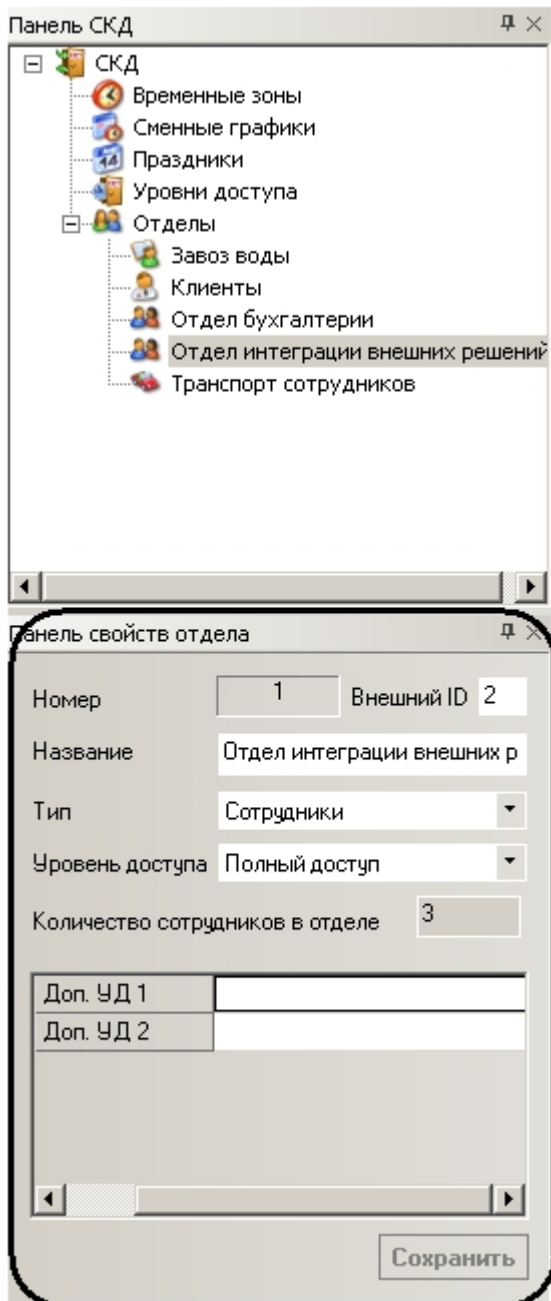 Панель СКД
СКД
Временные зоны
Сменные графики
Праздники
Уровни доступа
Отделы
Завоз воды
Клиенты
Отдел бухгалтерии
Отдел интеграции внешних решений
Транспорт сотрудников
Панель свойств отдела
Номер 1 Внешний ID 2
Название Отдел интеграции внешних р
Тип Сотрудники
Уровень доступа Полный доступ
Количество сотрудников в отделе 3
Доп. УД 1
Доп. УД 2
Сохранить